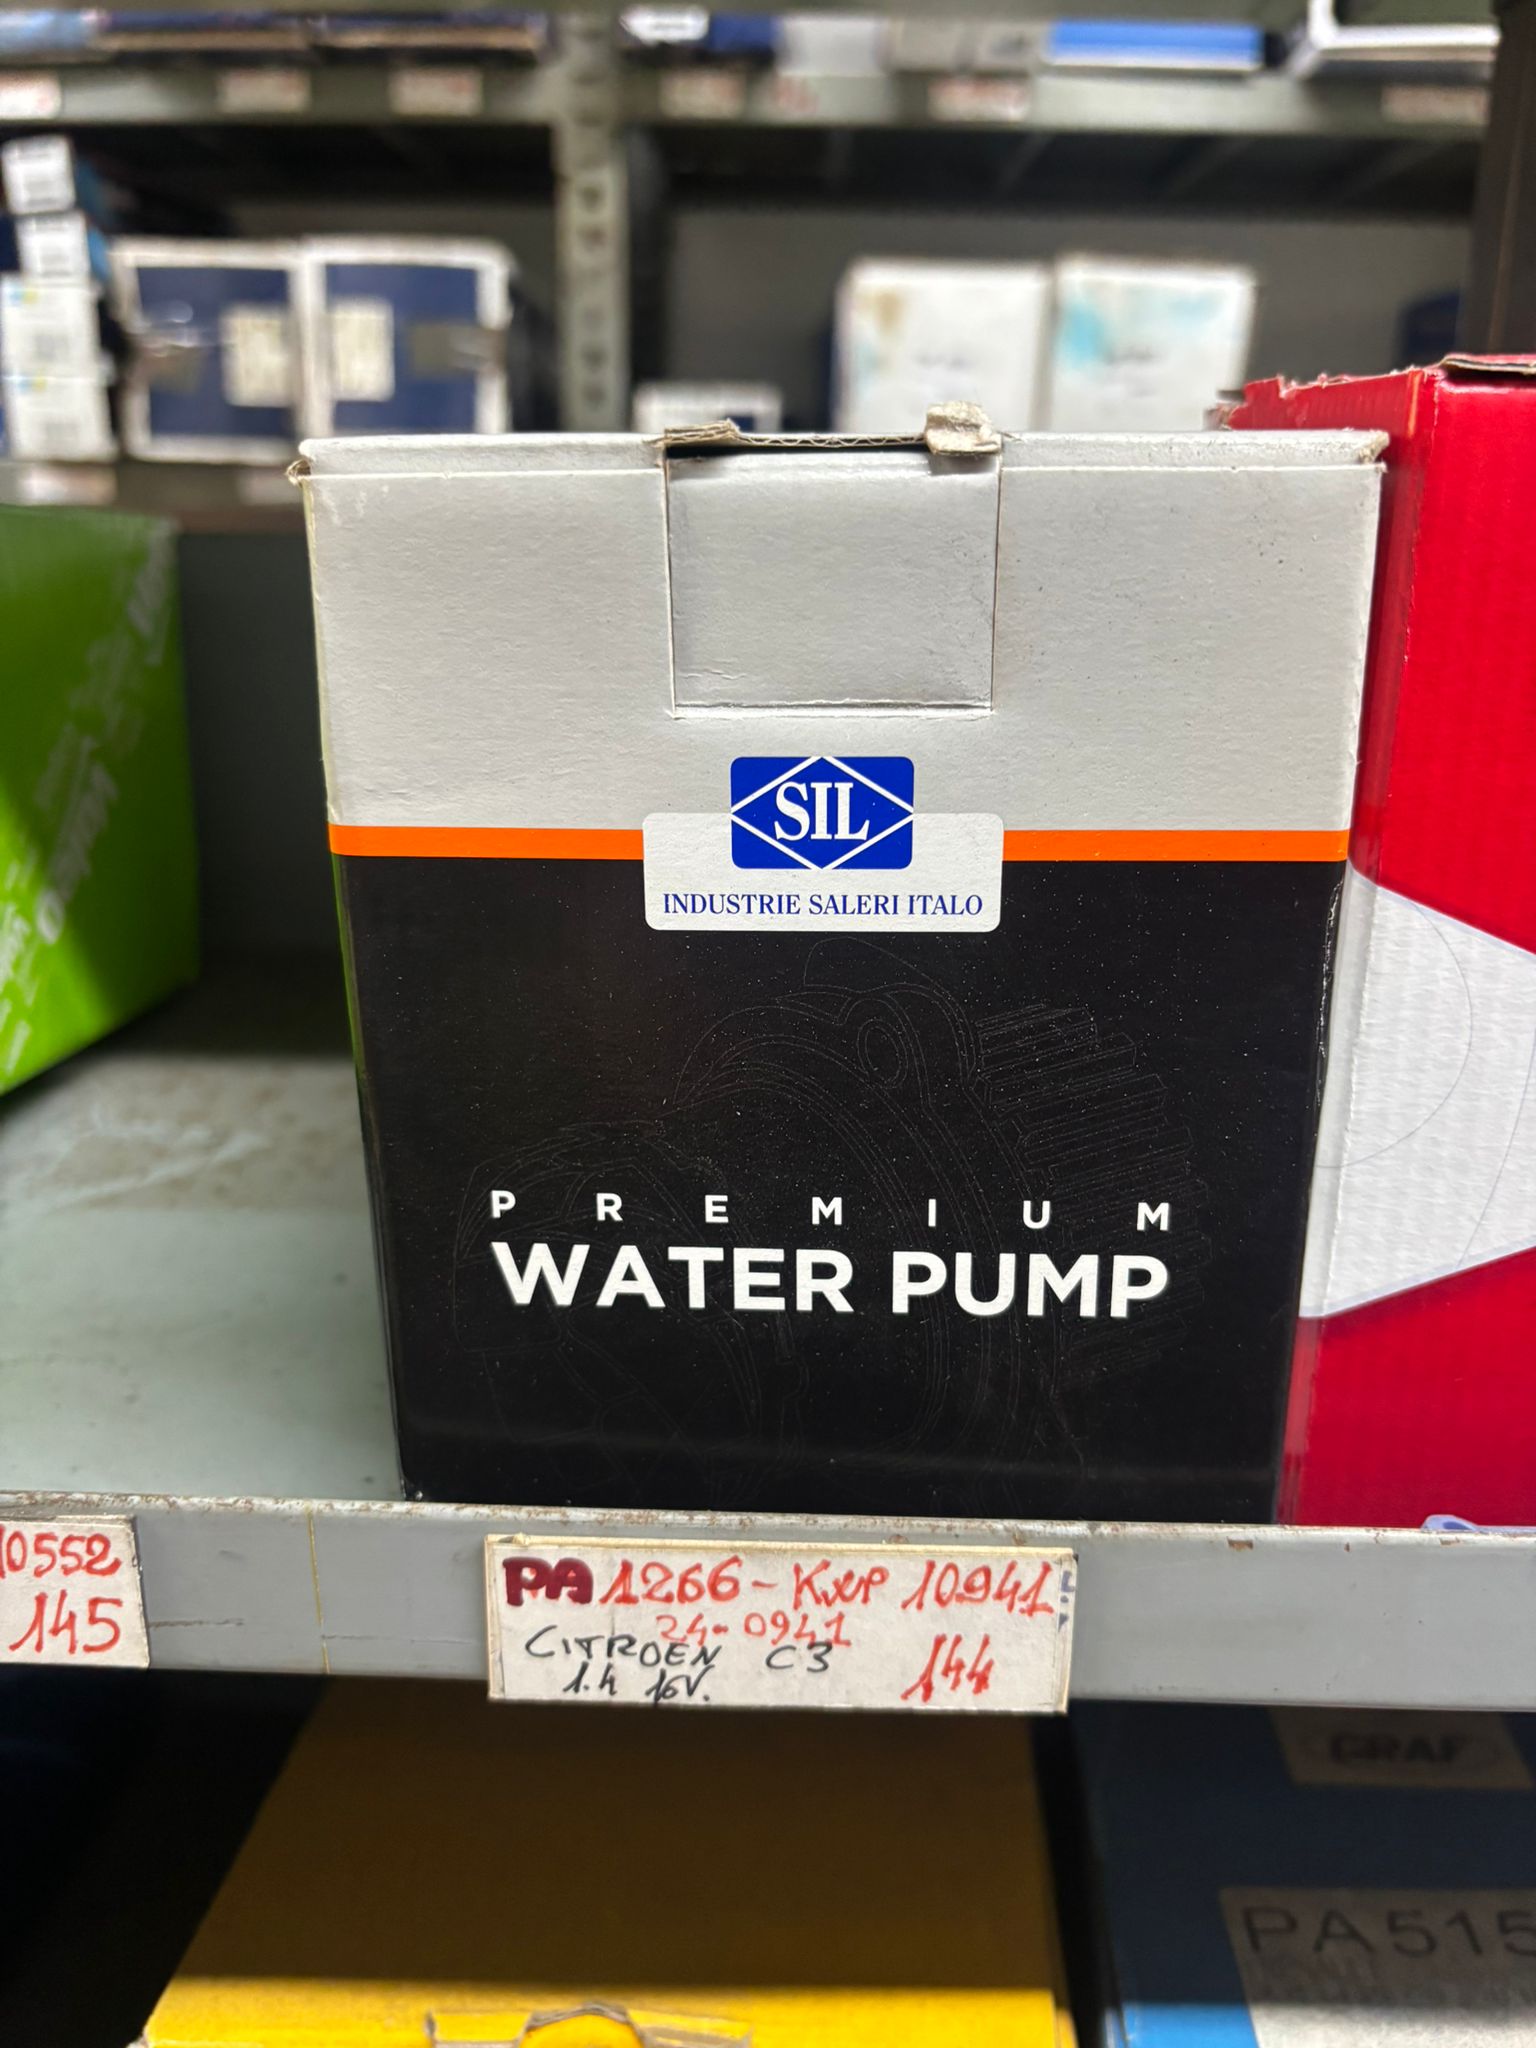 SIL
INDUSTRIE SALERI ITALO
PREMIUM
WATER PUMP
10552
145
PA 1266 - KWP 10941
24-0941
CITROEN C3 144
1.4 16V.
GRAF
PA515